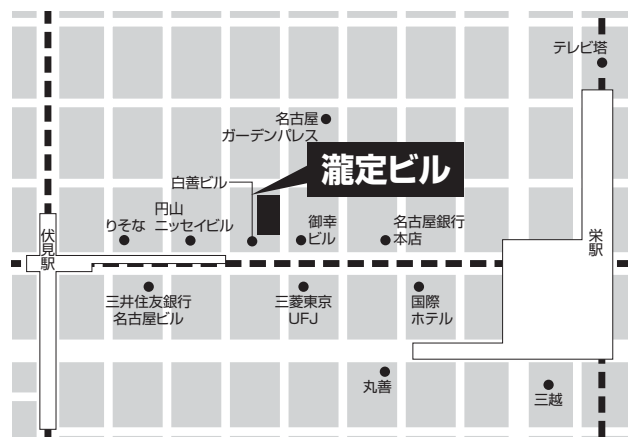 テレビ塔
名古屋
ガーデンパレス
瀧定ビル
白善ビル
円山
ニッセイビル
りそな
御幸
ビル
名古屋銀行
本店
伏見駅
栄駅
三井住友銀行
名古屋ビル
三菱東京
UFJ
国際
ホテル
丸善
三越